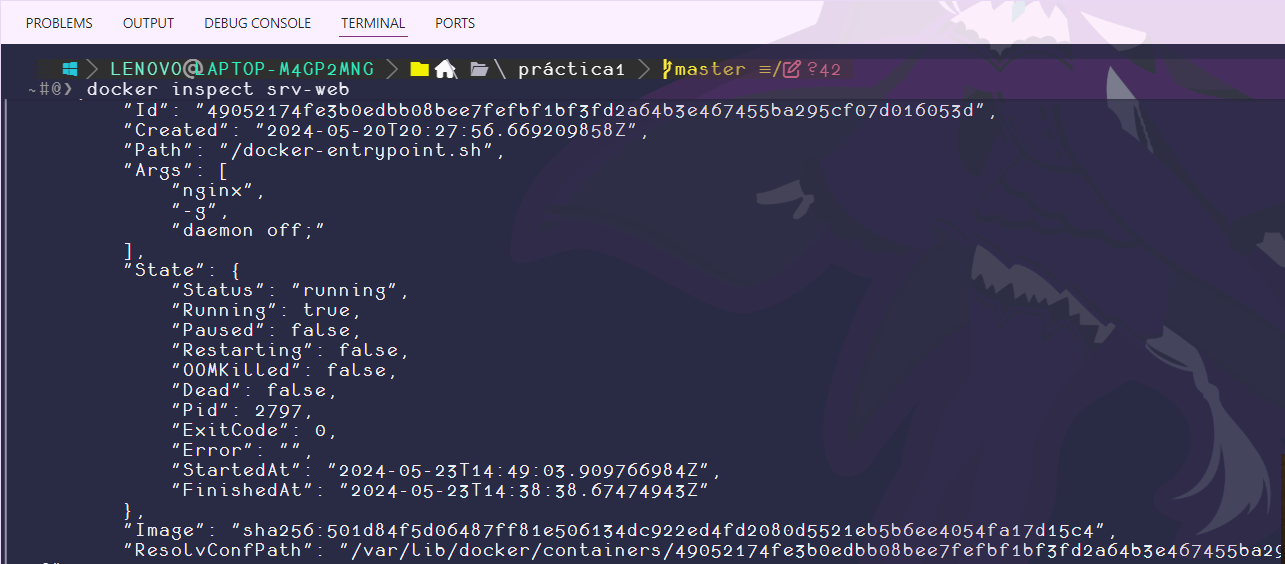 PROBLEMS OUTPUT DEBUG CONSOLE TERMINAL PORTS
LENOVO@LAPTOP-M4GP2MNG > \ práctica1 > master ≡/ ?42
~#@❯ docker inspect srv-web
"Id": "49052174fe3b0edbb08bee7fefbf1bf3fd2a64b3e467455ba295cf07d016053d",
"Created": "2024-05-20T20:27:56.669209858Z",
"Path": "/docker-entrypoint.sh",
"Args": [
"nginx",
"-g",
"daemon off;"
],
"State": {
"Status": "running",
"Running": true,
"Paused": false,
"Restarting": false,
"OOMKilled": false,
"Dead": false,
"Pid": 2797,
"ExitCode": 0,
"Error": "",
"StartedAt": "2024-05-23T14:49:03.909766984Z",
"FinishedAt": "2024-05-23T14:38:38.67474943Z"
},
"Image": "sha256:501d84f5d06487ff81e506134dc922ed4fd2080d5521eb5b6ee4054fa17d15c4",
"ResolvConfPath": "/var/lib/docker/containers/49052174fe3b0edbb08bee7fefbf1bf3fd2a64b3e467455ba29